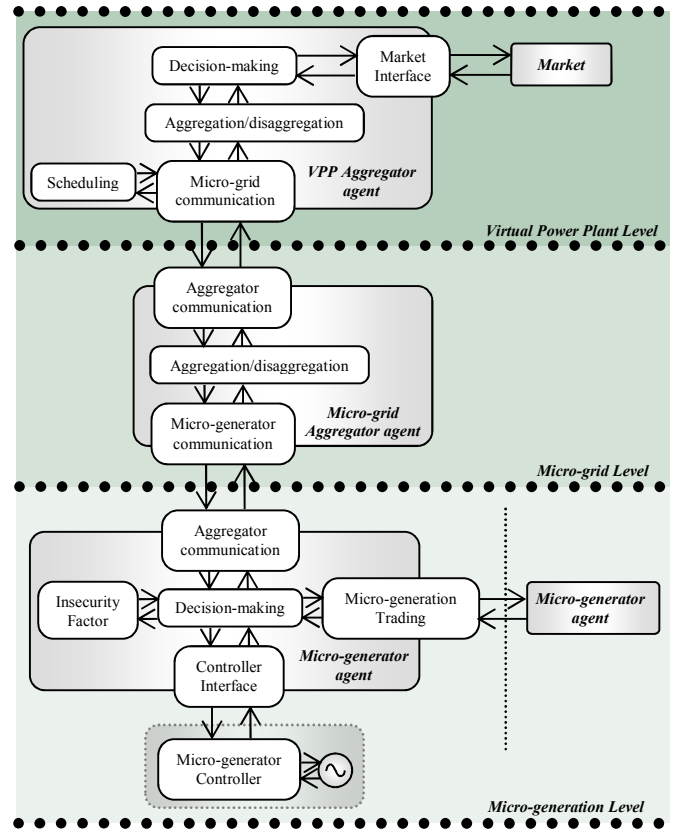 Decision-making
Market
Interface
Market
Aggregation/disaggregation
Scheduling
Micro-grid
communication
VPP Aggregator
agent
Virtual Power Plant Level
Aggregator
communication
Aggregation/disaggregation
Micro-generator
communication
Micro-grid
Aggregator agent
Micro-grid Level
Aggregator
communication
Insecurity
Factor
Decision-making
Micro-generation
Trading
Micro-generator
agent
Controller
Interface
Micro-generator
agent
Micro-generator
Controller
Micro-generation Level